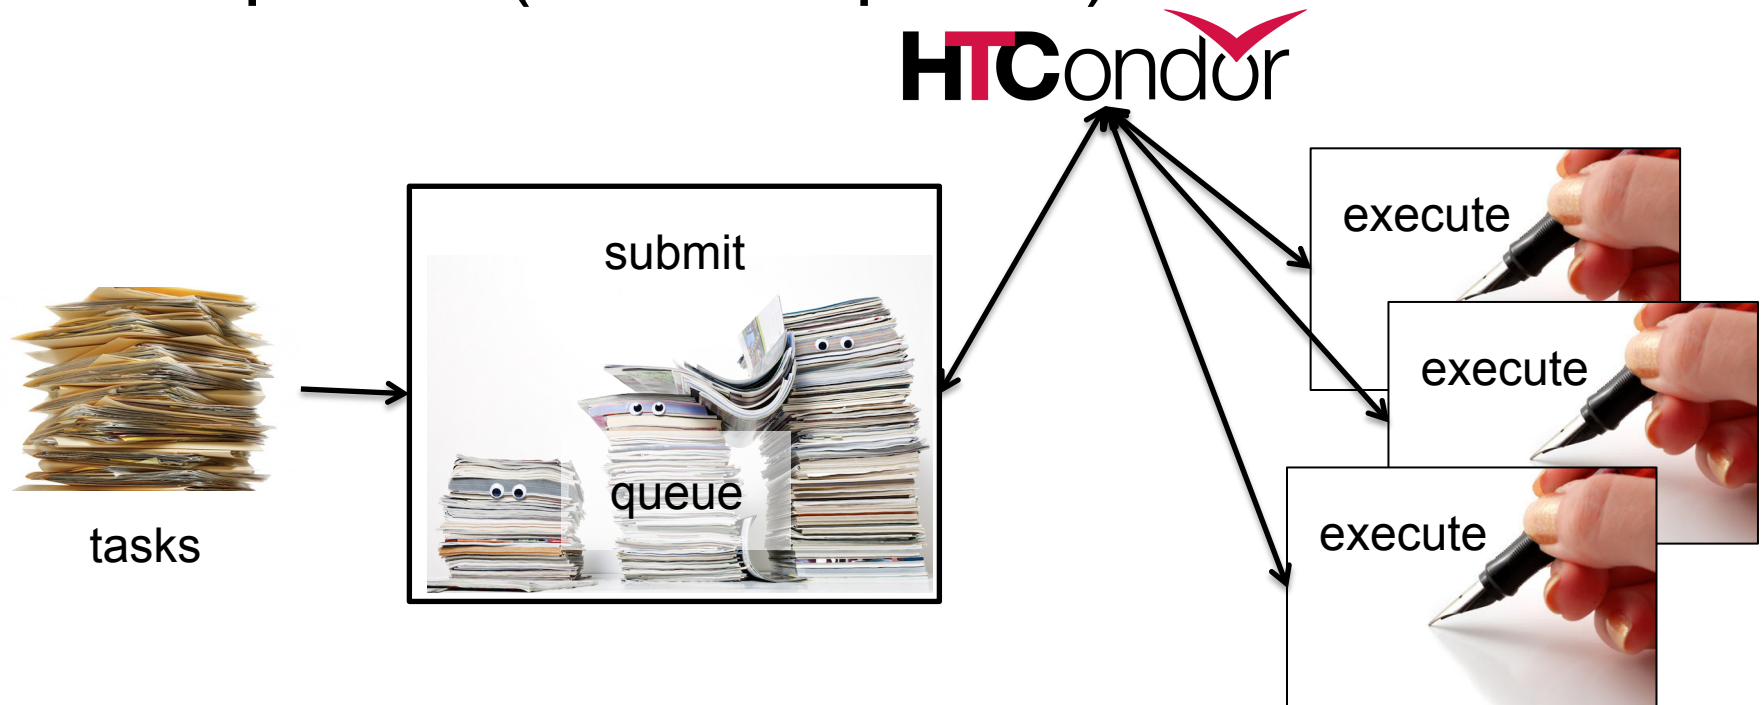 HTCondor
submit
execute
execute
queue
execute
tasks